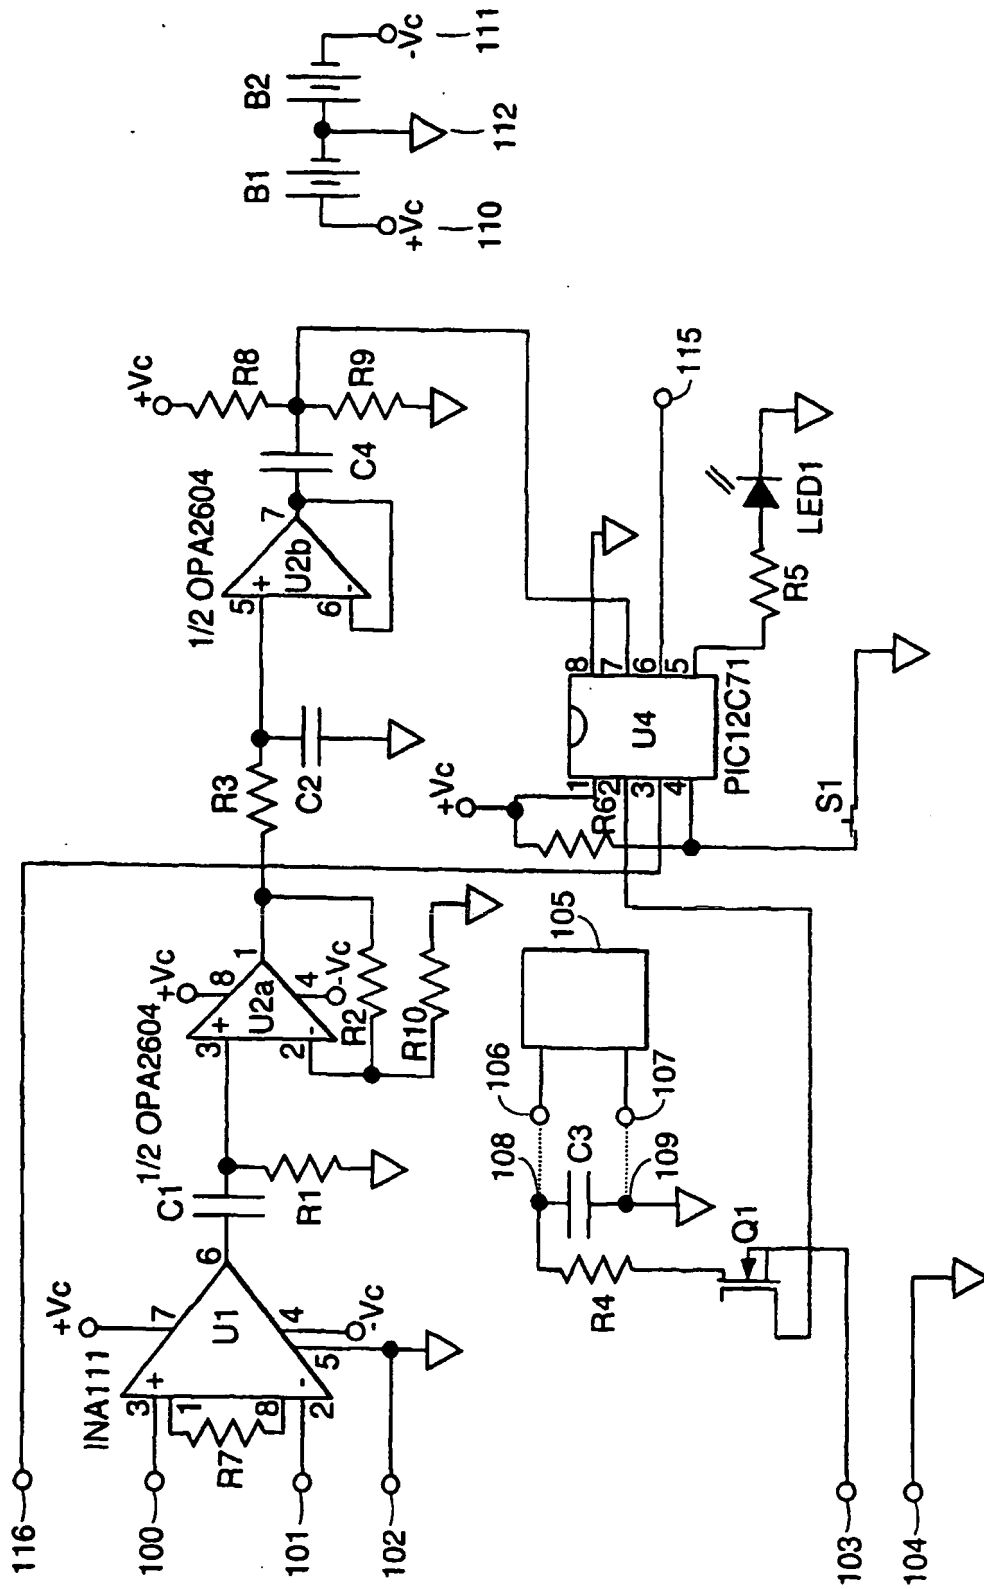 116
100
101
102
INA111
+Vc
3
+
1
R7
8
-
2
7
U1
6
4
-Vc
5
C1
R1
1/2 OPA2604
+Vc
3
+
8
U2a
1
2
-
4
-Vc
R2
R10
R3
C2
1/2 OPA2604
5
+
U2b
7
6
-
C4
+Vc
R8
R9
B1
B2
+Vc
-Vc
110
112
111
+Vc
R6
1
2
3
4
U4
8
7
6
5
PIC12C71
115
R5
LED1
S1
105
106
107
108
C3
109
R4
Q1
103
104